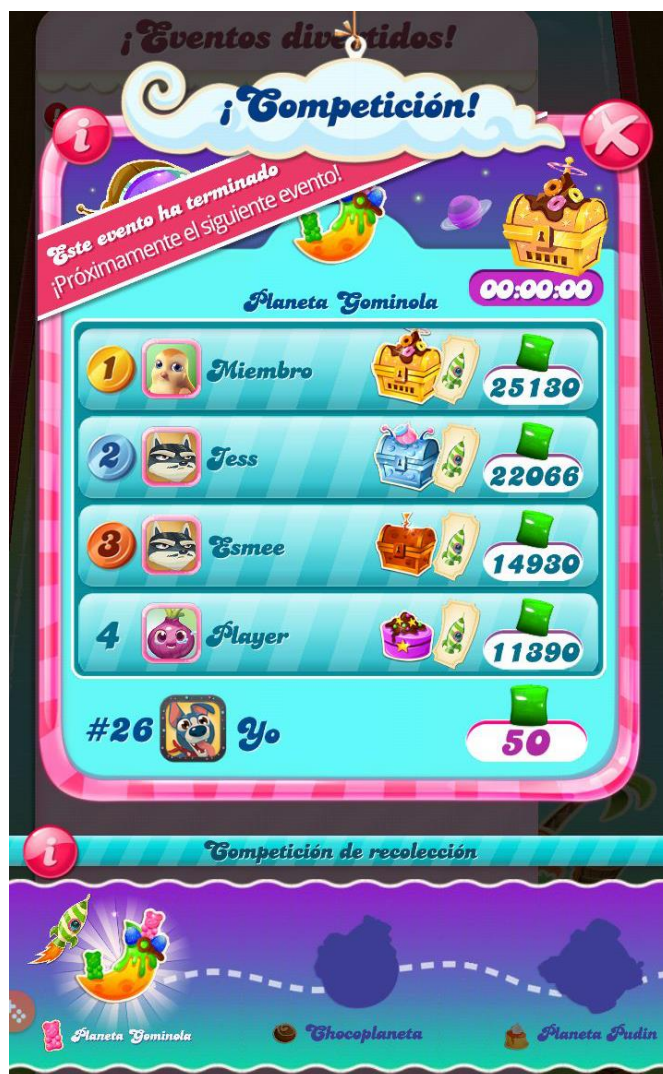 ¡Eventos divertidos!
¡Competición!
Este evento ha terminado
¡Próximamente el siguiente evento!
Planeta Gominola
00:00:00
1 Miembro 25130
2 Jess 22066
3 Esmee 14930
4 Player 11390
#26 Yo 50
Competición de recolección
Planeta Gominola
Chocoplaneta
Planeta Pudin